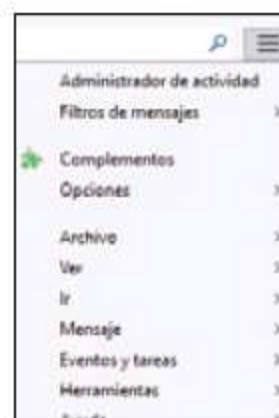 Administrador de actividad
Filtros de mensajes
Complementos
Opciones
Archivo
Ver
Ir
Mensaje
Eventos y tareas
Herramientas